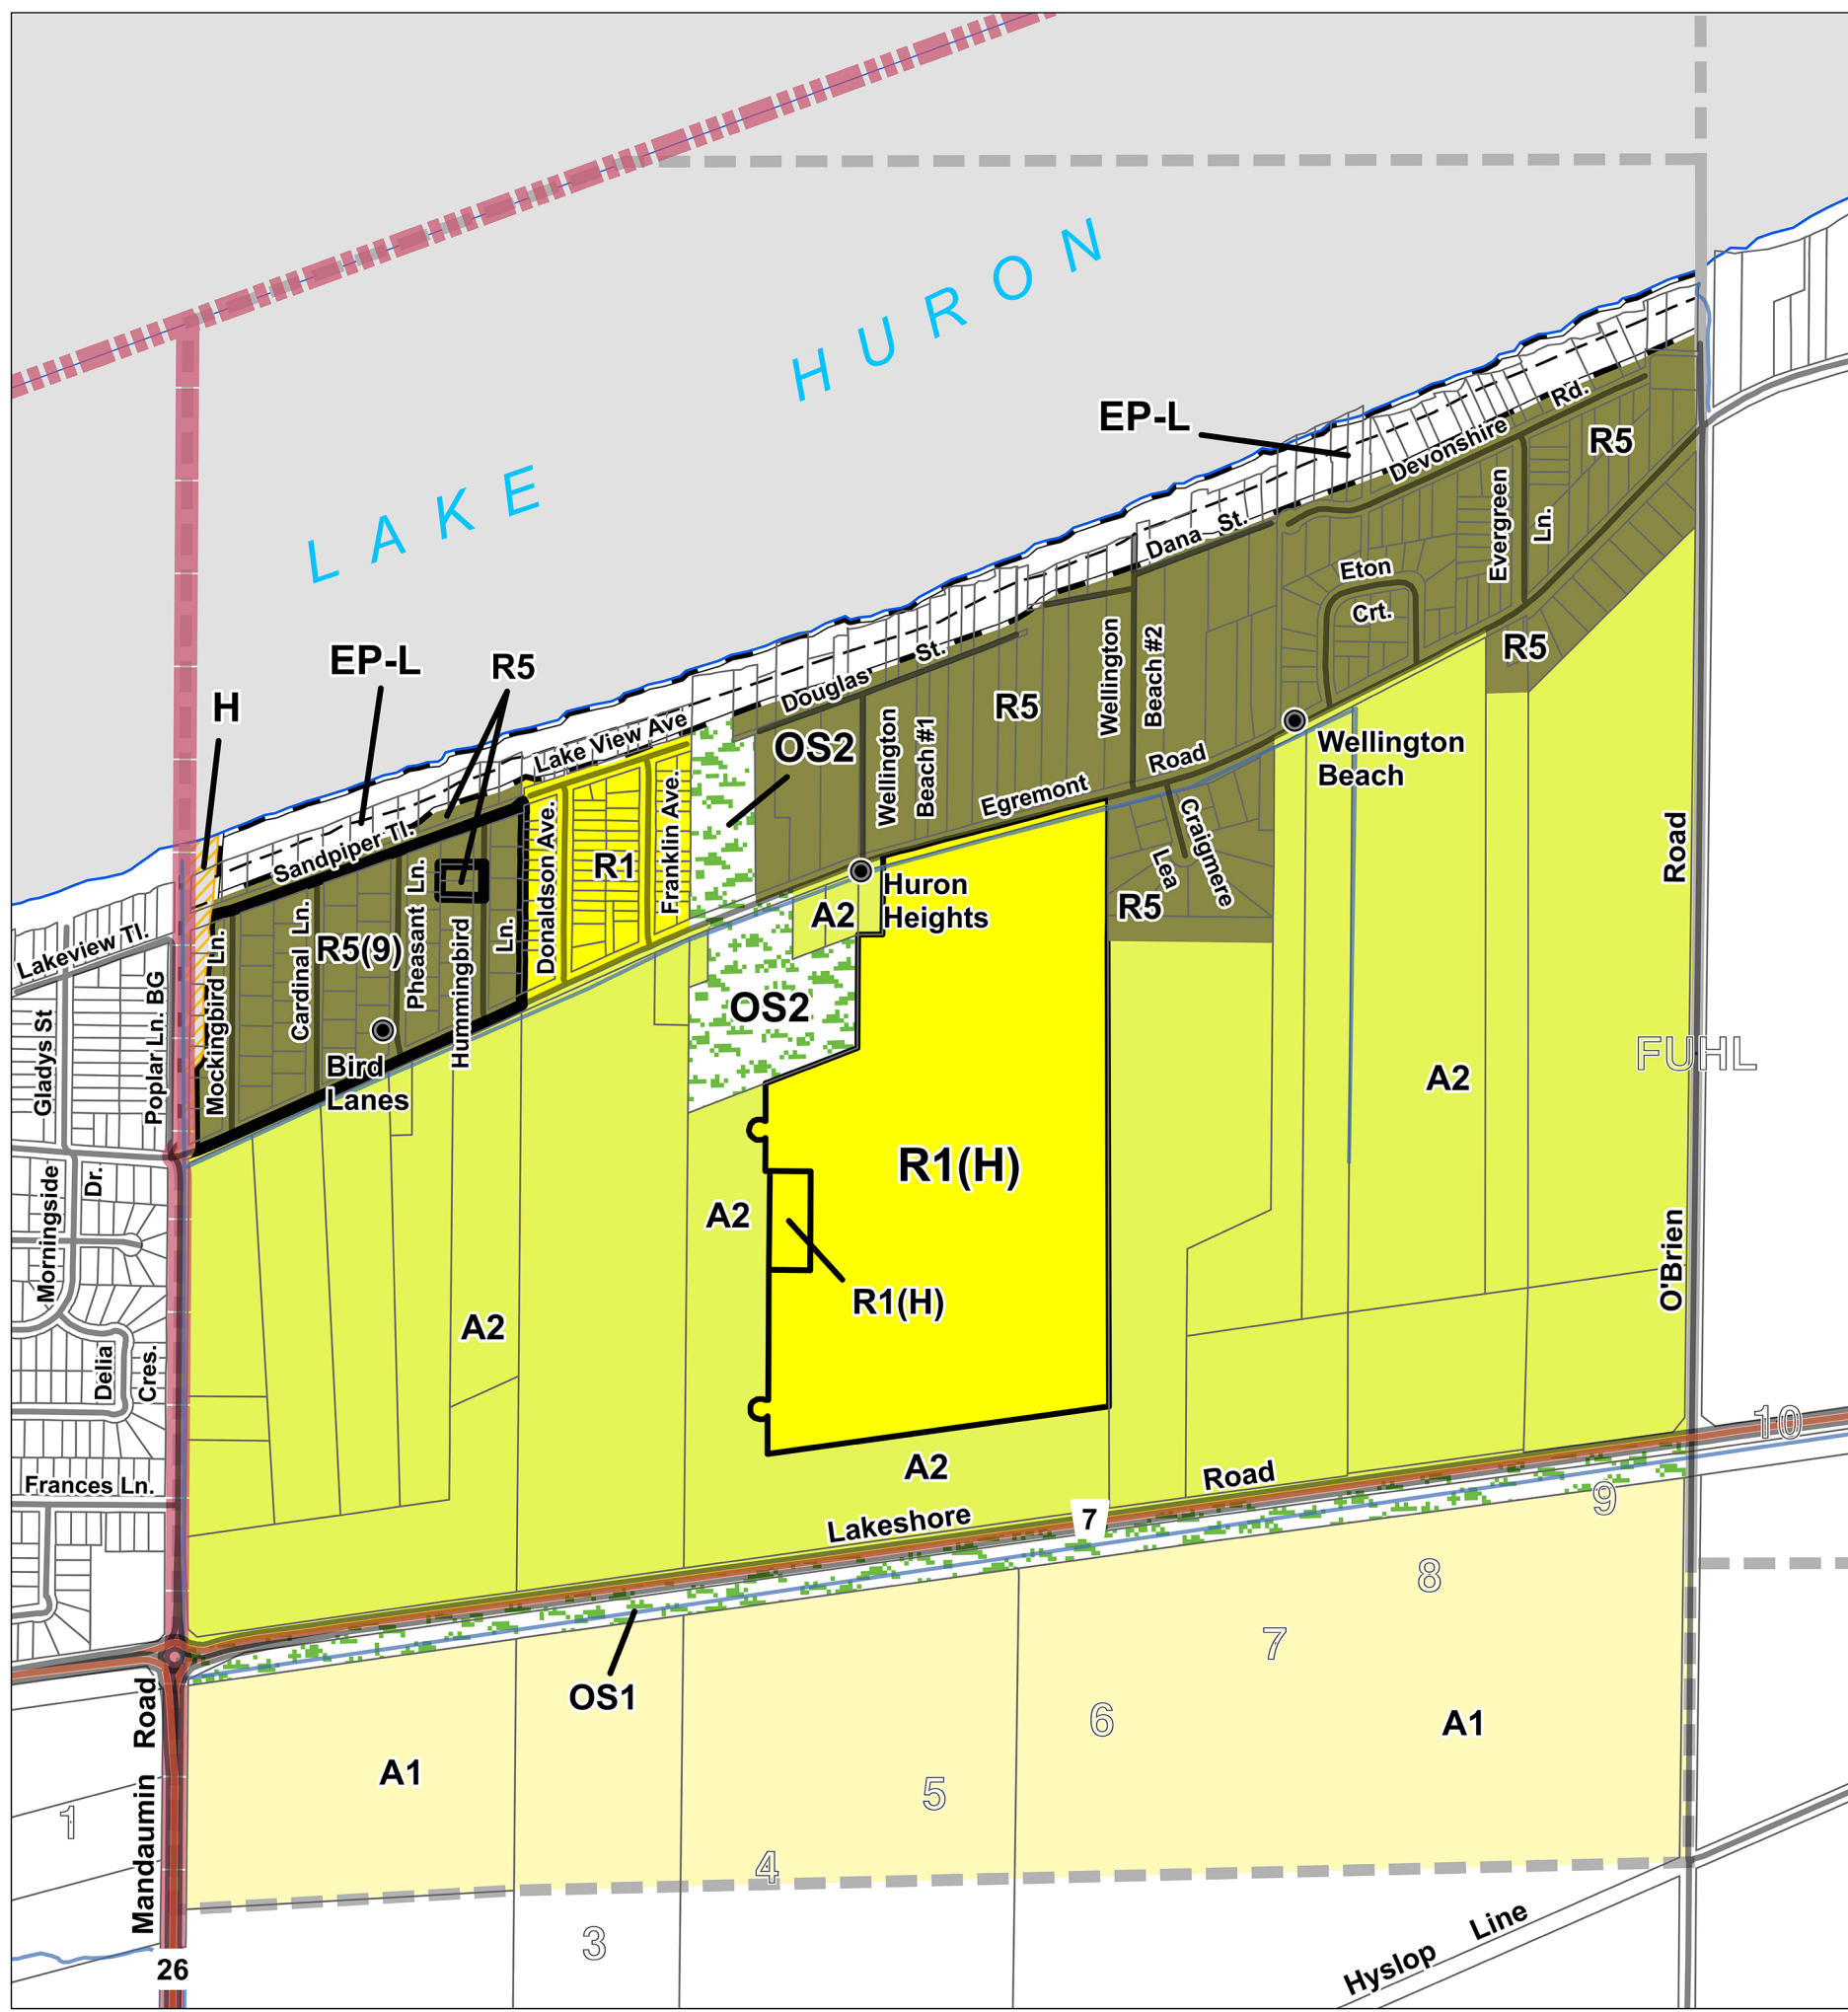 LAKE HURON
EP-L
Rd.
Devonshire
R5
Evergreen
Ln.
St.
Dana
Eton
Crt.
EP-L
R5
Wellington
Beach #2
R5
St.
Douglas
R5
H
Lake View Ave
OS2
Wellington
Beach #1
Road
Egremont
Wellington
Beach
Sandpiper Tl.
Donaldson Ave.
R1
Franklin Ave.
Craigmere
Lea
Road
Huron
Heights
A2
R5
Lakeview Tl.
Poplar Ln. BG
Mockingbird Ln.
Cardinal Ln.
R5(9)
Pheasant Ln.
Hummingbird
Ln.
OS2
Gladys St
Bird
Lanes
A2
FUHL
R1(H)
Morningside
Dr.
A2
O'Brien
R1(H)
A2
Delia
Cres.
10
A2
Road
Frances Ln.
Lakeshore
7
9
8
7
OS1
Road
6
A1
A1
5
1
Mandaumin
4
3
Line
Hyslop
26